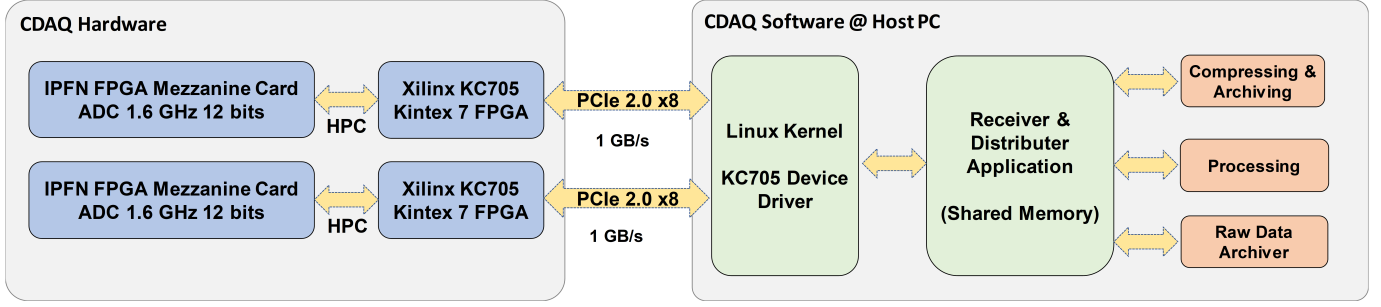 CDAQ Hardware
IPFN FPGA Mezzanine Card
ADC 1.6 GHz 12 bits
HPC
Xilinx KC705
Kintex 7 FPGA
PCIe 2.0 x8
1 GB/s
IPFN FPGA Mezzanine Card
ADC 1.6 GHz 12 bits
HPC
Xilinx KC705
Kintex 7 FPGA
PCIe 2.0 x8
1 GB/s
CDAQ Software @ Host PC
Linux Kernel
KC705 Device
Driver
Receiver &
Distributer
Application
(Shared Memory)
Compressing &
Archiving
Processing
Raw Data
Archiver